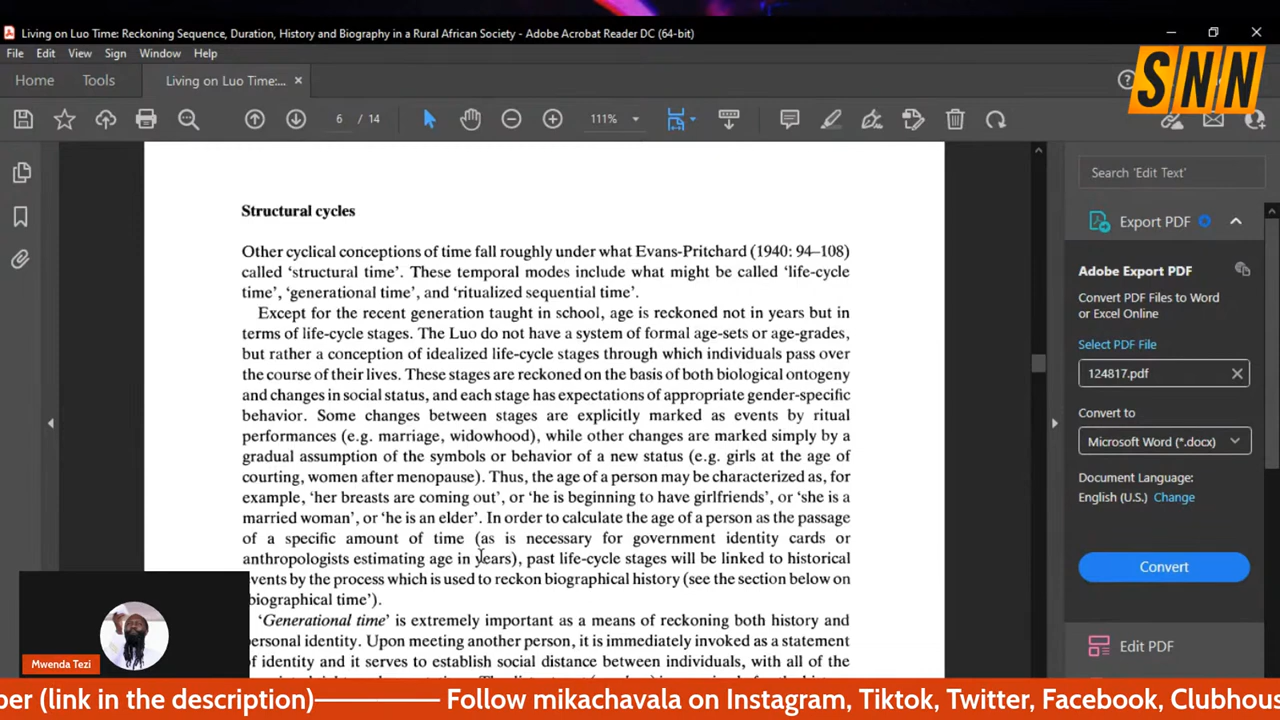 Living on Luo Time: Reckoning Sequence, Duration, History and Biography in a Rural African Society - Adobe Acrobat Reader DC (64-bit)
File Edit View Sign Window Help
Home Tools Living on Luo Time:...
SNN
6 / 14
111%
Search 'Edit Text'
Export PDF
Adobe Export PDF
Convert PDF Files to Word
or Excel Online
Select PDF File
124817.pdf
Convert to
Microsoft Word (*.docx)
Document Language:
English (U.S.) Change
Convert
Edit PDF
Structural cycles
Other cyclical conceptions of time fall roughly under what Evans-Pritchard (1940: 94–108)
called ‘structural time’. These temporal modes include what might be called ‘life-cycle
time’, ‘generational time’, and ‘ritualized sequential time’.
Except for the recent generation taught in school, age is reckoned not in years but in
terms of life-cycle stages. The Luo do not have a system of formal age-sets or age-grades,
but rather a conception of idealized life-cycle stages through which individuals pass over
the course of their lives. These stages are reckoned on the basis of both biological ontogeny
and changes in social status, and each stage has expectations of appropriate gender-specific
behavior. Some changes between stages are explicitly marked as events by ritual
performances (e.g. marriage, widowhood), while other changes are marked simply by a
gradual assumption of the symbols or behavior of a new status (e.g. girls at the age of
courting, women after menopause). Thus, the age of a person may be characterized as, for
example, ‘her breasts are coming out’, or ‘he is beginning to have girlfriends’, or ‘she is a
married woman’, or ‘he is an elder’. In order to calculate the age of a person as the passage
of a specific amount of time (as is necessary for government identity cards or
anthropologists estimating age in years), past life-cycle stages will be linked to historical
events by the process which is used to reckon biographical history (see the section below on
biographical time’).
‘Generational time’ is extremely important as a means of reckoning both history and
personal identity. Upon meeting another person, it is immediately invoked as a statement
of identity and it serves to establish social distance between individuals, with all of the
Mwenda Tezi
per (link in the description) Follow mikachavala on Instagram, Tiktok, Twitter, Facebook, Clubhous